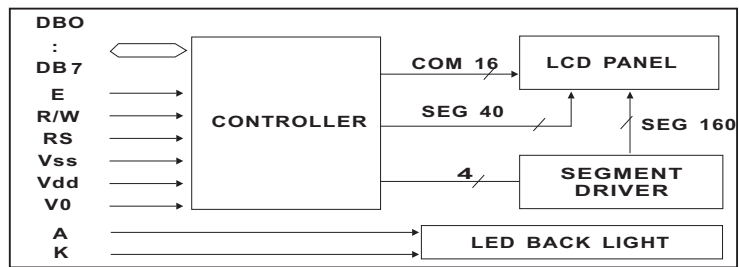 DBO
:
DB7
E
R/W
RS
Vss
Vdd
V0
A
K
CONTROLLER
COM 16
SEG 40
4
LCD PANEL
SEG 160
SEGMENT
DRIVER
LED BACK LIGHT